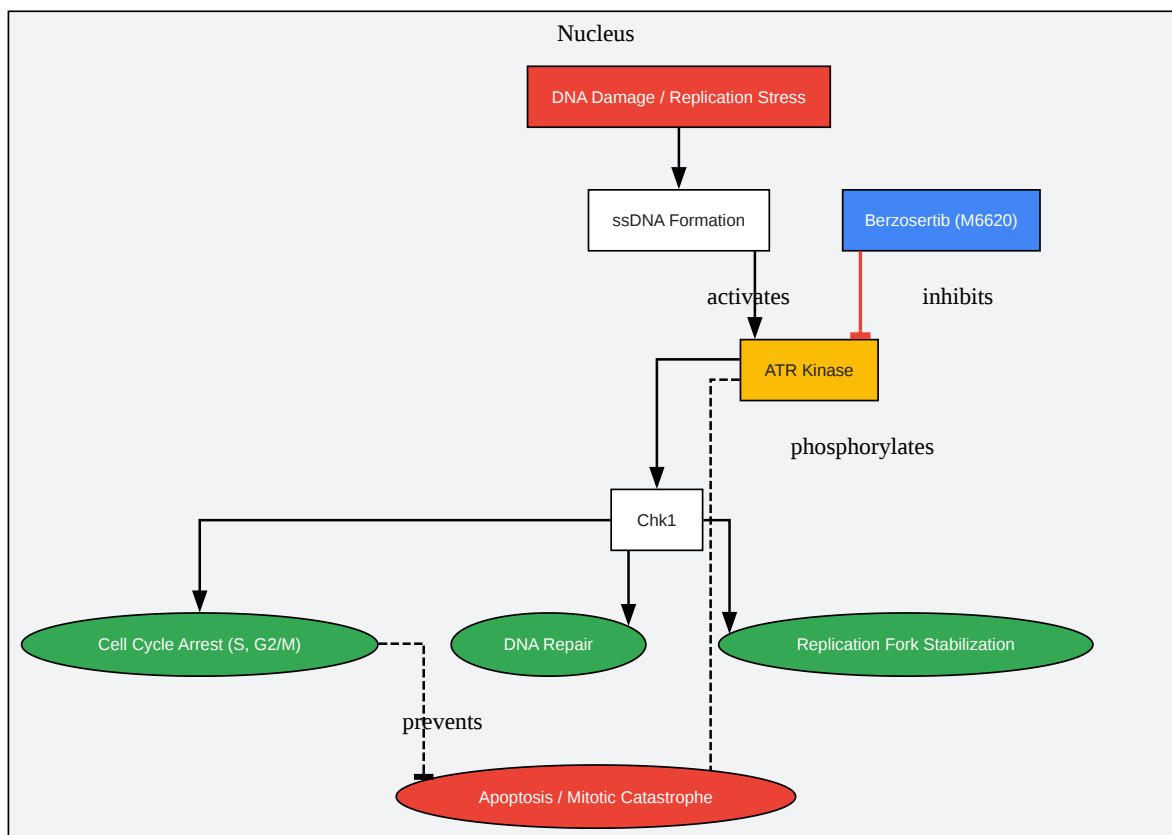 Nucleus
DNA Damage / Replication Stress
ssDNA Formation
Berzosertib (M6620)
activates
inhibits
ATR Kinase
phosphorylates
Chk1
Cell Cycle Arrest (S, G2/M)
DNA Repair
Replication Fork Stabilization
prevents
Apoptosis / Mitotic Catastrophe